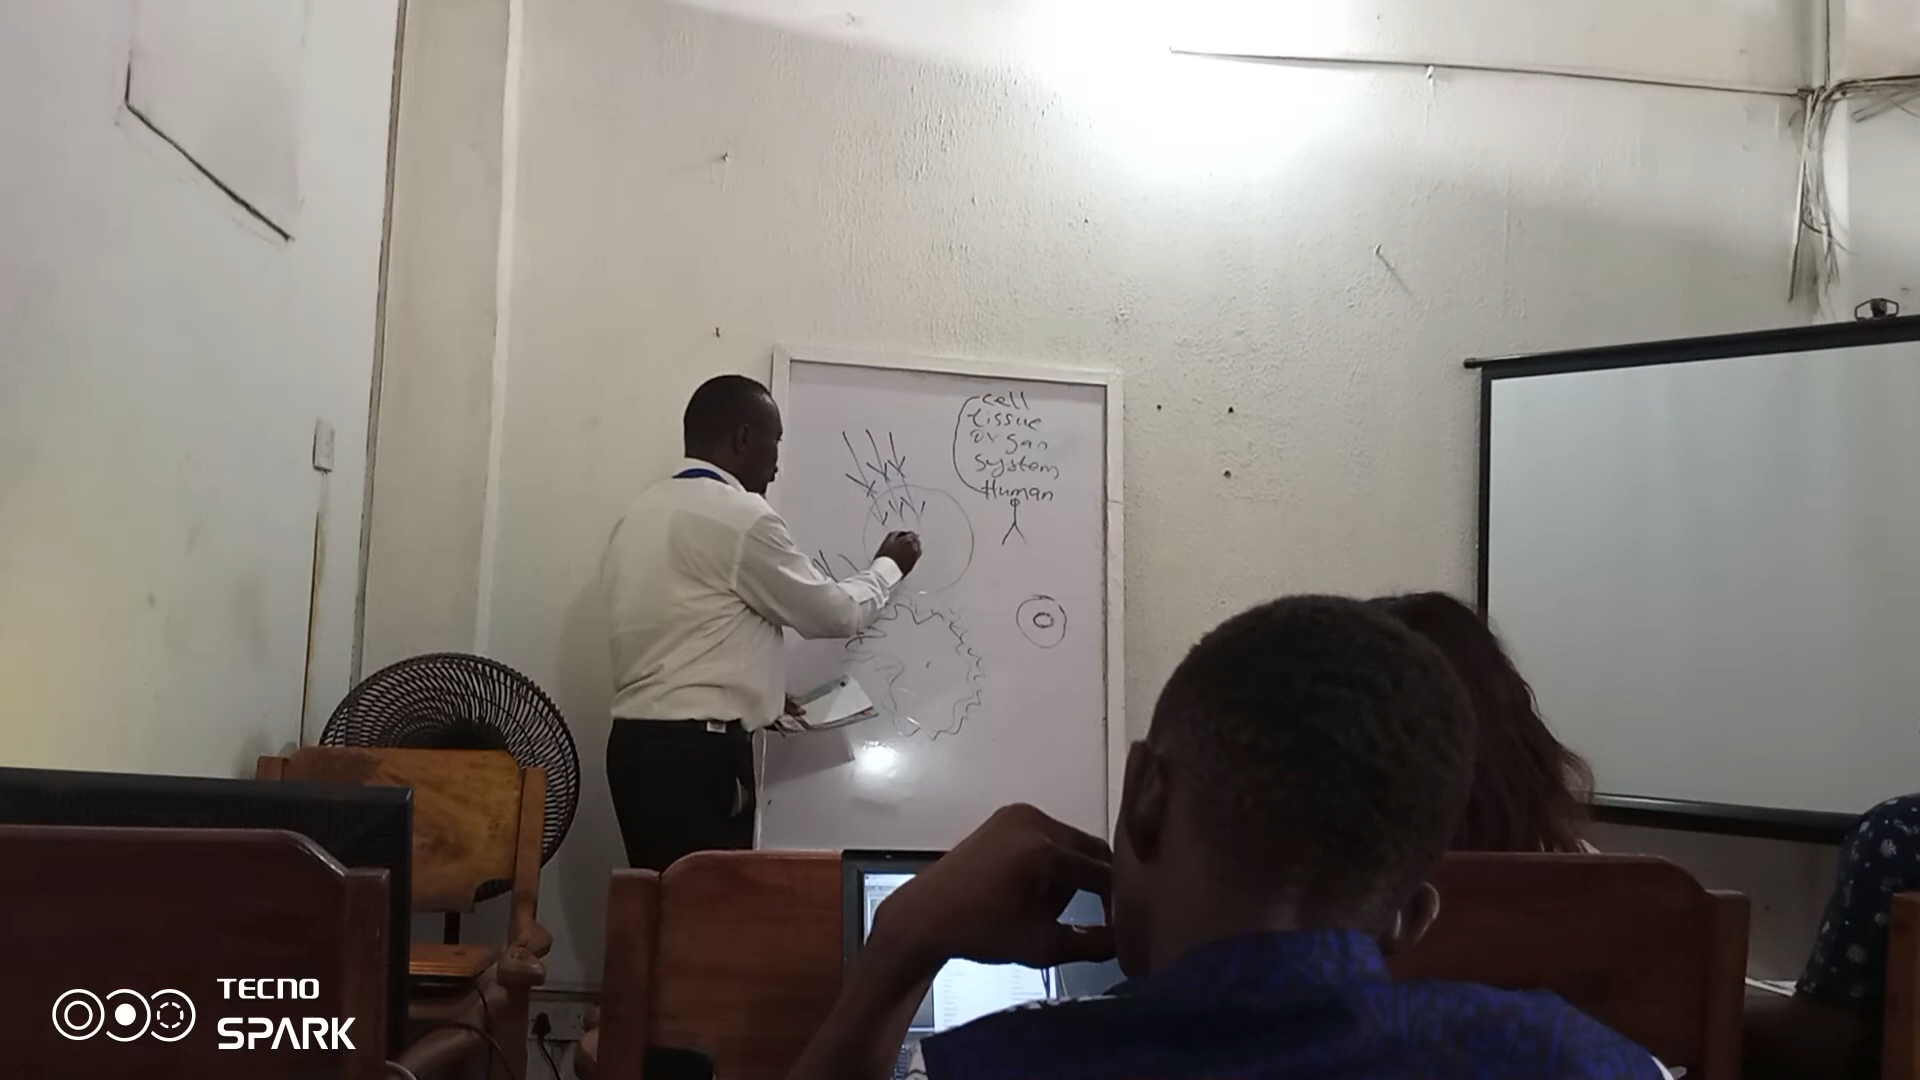 cell
tissue
organ
system
Human
TECNO
SPARK